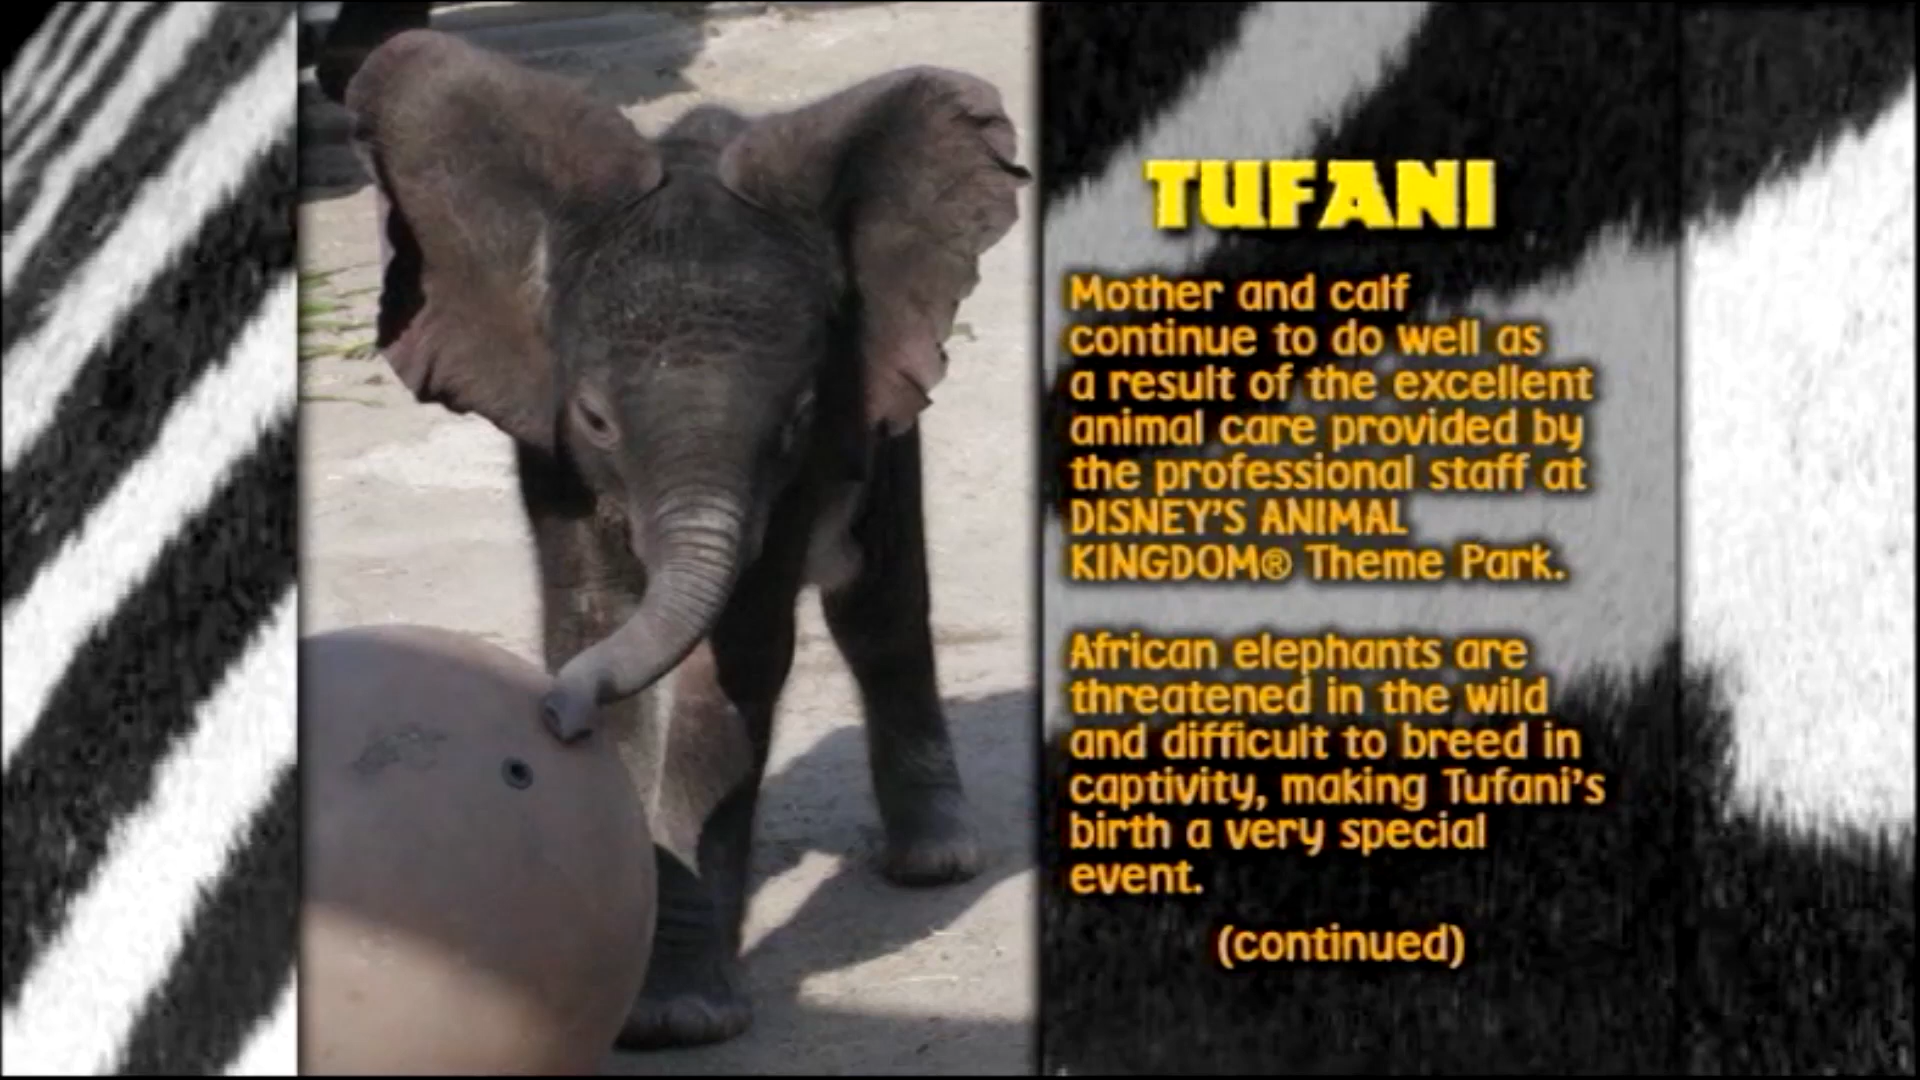 TUFANI
Mother and calf
continue to do well as
a result of the excellent
animal care provided by
the professional staff at
DISNEY'S ANIMAL
KINGDOM® Theme Park.
African elephants are
threatened in the wild
and difficult to breed in
captivity, making Tufani's
birth a very special
event.
(continued)